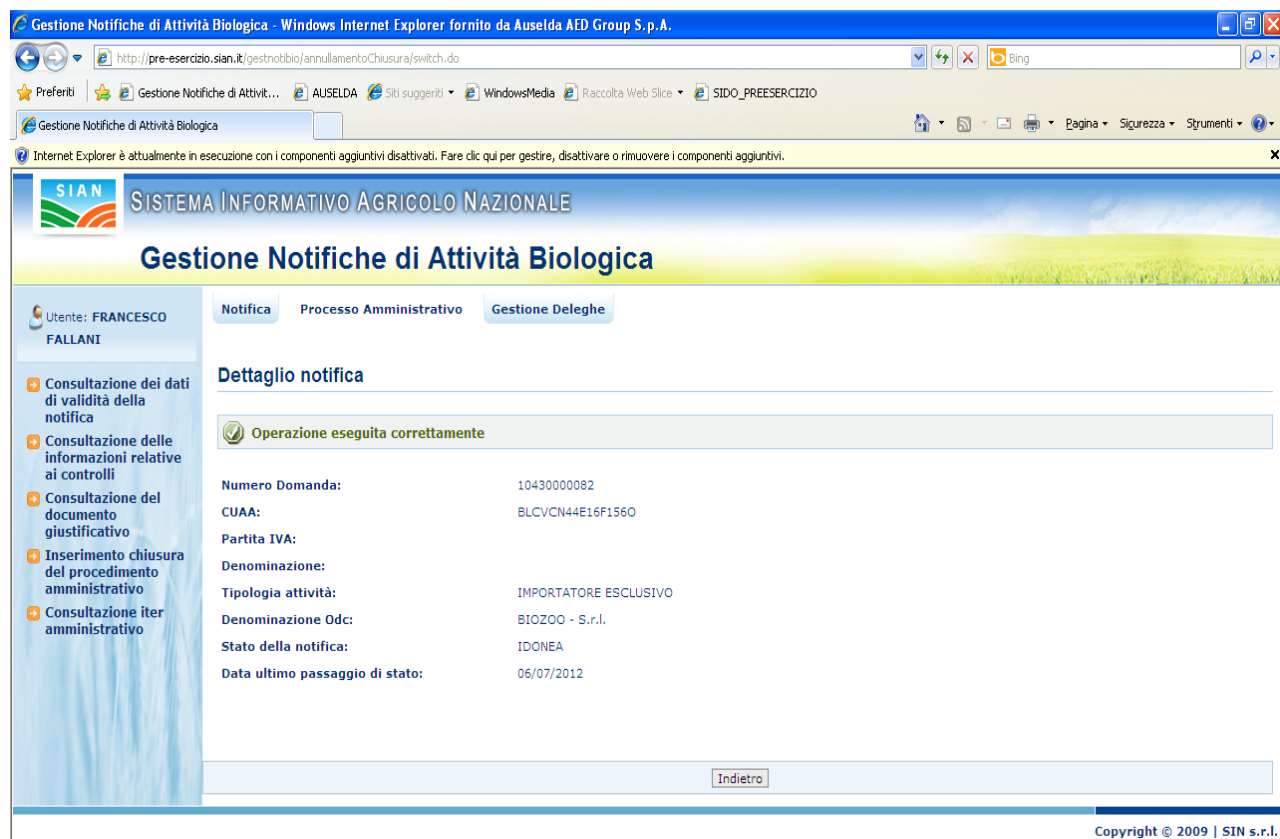 Gestione Notifiche di Attività Biologica - Windows Internet Explorer fornito da Auselda AED Group S.p.A.
http://pre-esercizio.sian.it/gestnotibio/annullamentoChiusura/switch.do
Bing
Preferiti
Gestione Notifiche di Attivit...
AUSELDA
Siti suggeriti
WindowsMedia
Raccolta Web Slice
SIDO_PREESERCIZIO
Gestione Notifiche di Attività Biologica
Pagina
Sicurezza
Strumenti
Internet Explorer è attualmente in esecuzione con i componenti aggiuntivi disattivati. Fare clic qui per gestire, disattivare o rimuovere i componenti aggiuntivi.
SIAN
SISTEMA INFORMATIVO AGRICOLO NAZIONALE
Gestione Notifiche di Attività Biologica
Utente: FRANCESCO
FALLANI
Notifica
Processo Amministrativo
Gestione Deleghe
Consultazione dei dati
di validità della
notifica
Consultazione delle
informazioni relative
ai controlli
Consultazione del
documento
giustificativo
Inserimento chiusura
del procedimento
amministrativo
Consultazione iter
amministrativo
Dettaglio notifica
Operazione eseguita correttamente
Numero Domanda: 10430000082
CUAA: BLCVCN44E16F156O
Partita IVA:
Denominazione:
Tipologia attività: IMPORTATORE ESCLUSIVO
Denominazione Odc: BIOZOO - S.r.l.
Stato della notifica: IDONEA
Data ultimo passaggio di stato: 06/07/2012
Indietro
Copyright © 2009 | SIN s.r.l.